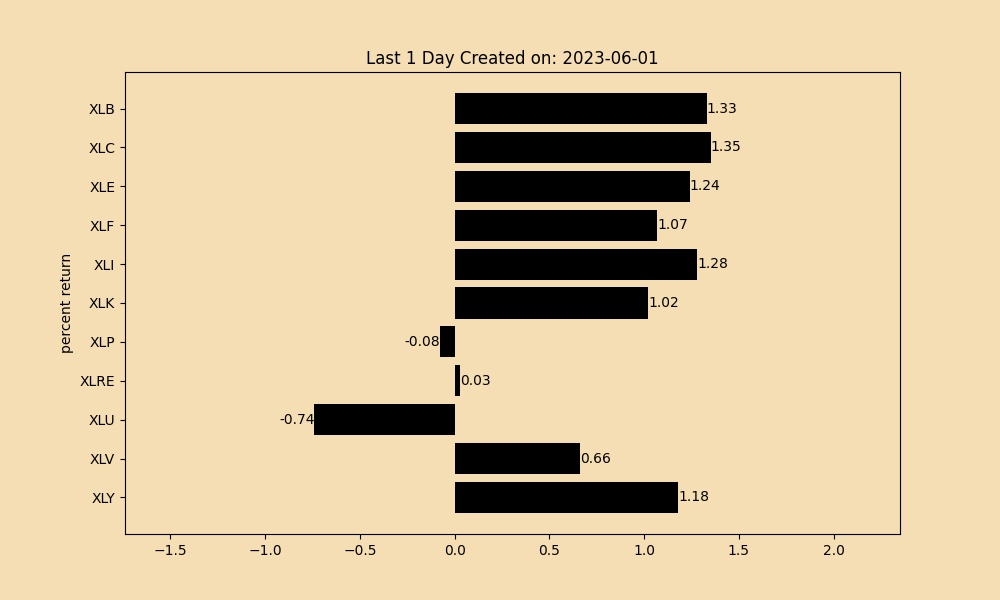 Last 1 Day Created on: 2023-06-01
percent return
XLB 1.33
XLC 1.35
XLE 1.24
XLF 1.07
XLI 1.28
XLK 1.02
XLP -0.08
XLRE 0.03
XLU -0.74
XLV 0.66
XLY 1.18
−1.5 −1.0 −0.5 0.0 0.5 1.0 1.5 2.0